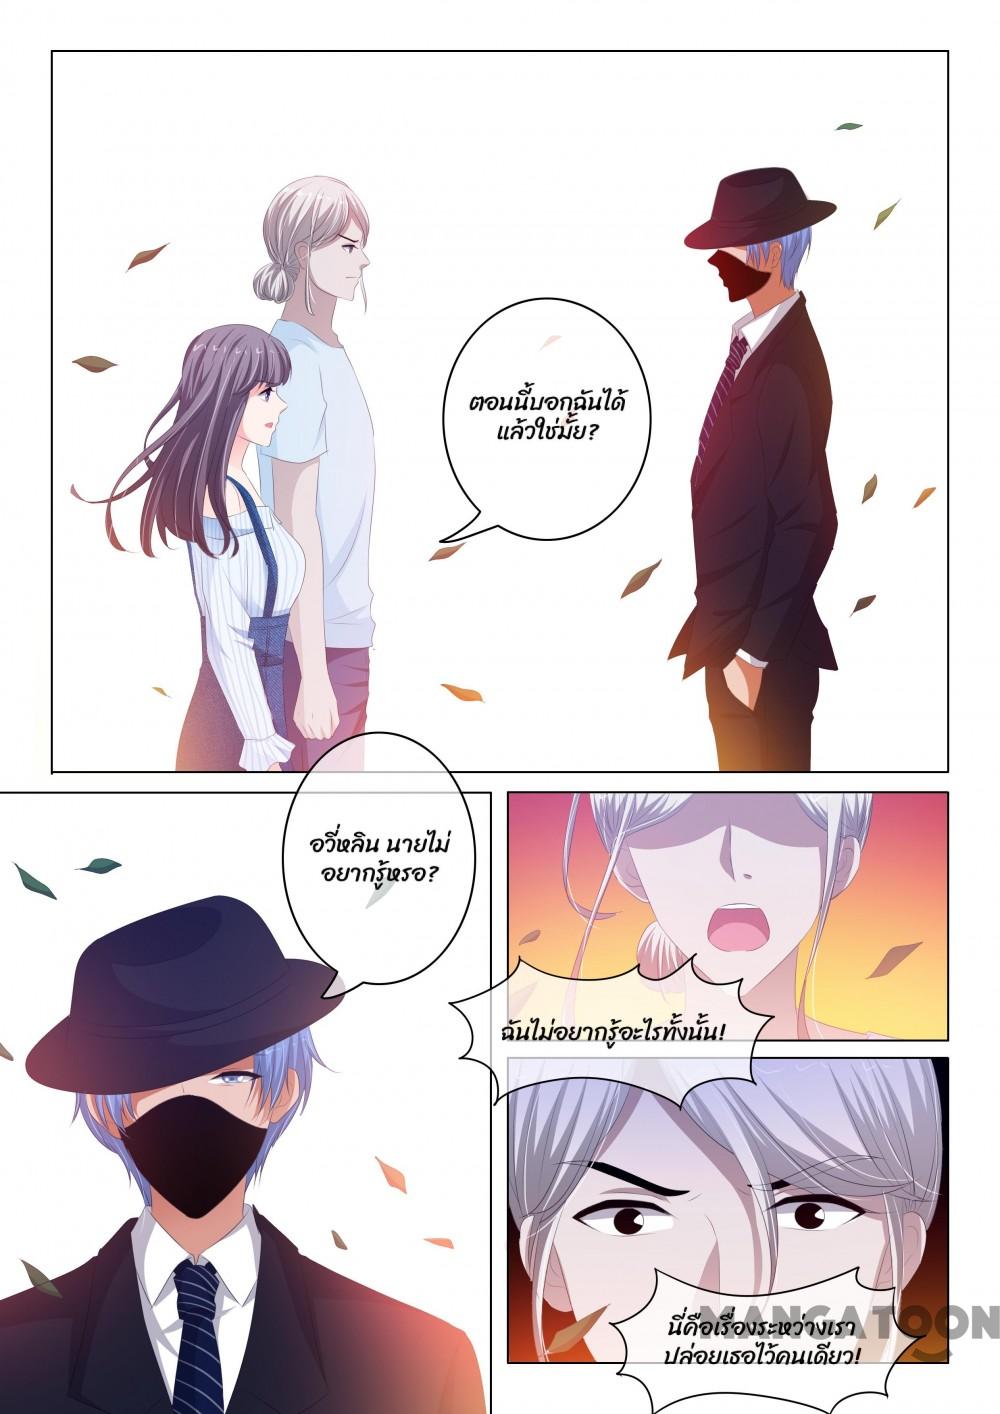 ตอนนี้บอกฉันได้
แล้วใช่มั้ย?
อวี่หลิน นายไม่
อยากรู้หรอ?
ฉันไม่อยากรู้อะไรทั้งนั้น!
นี่คือเรื่องระหว่างเรา
ปล่อยเธอไว้คนเดียว!
MANGATOON